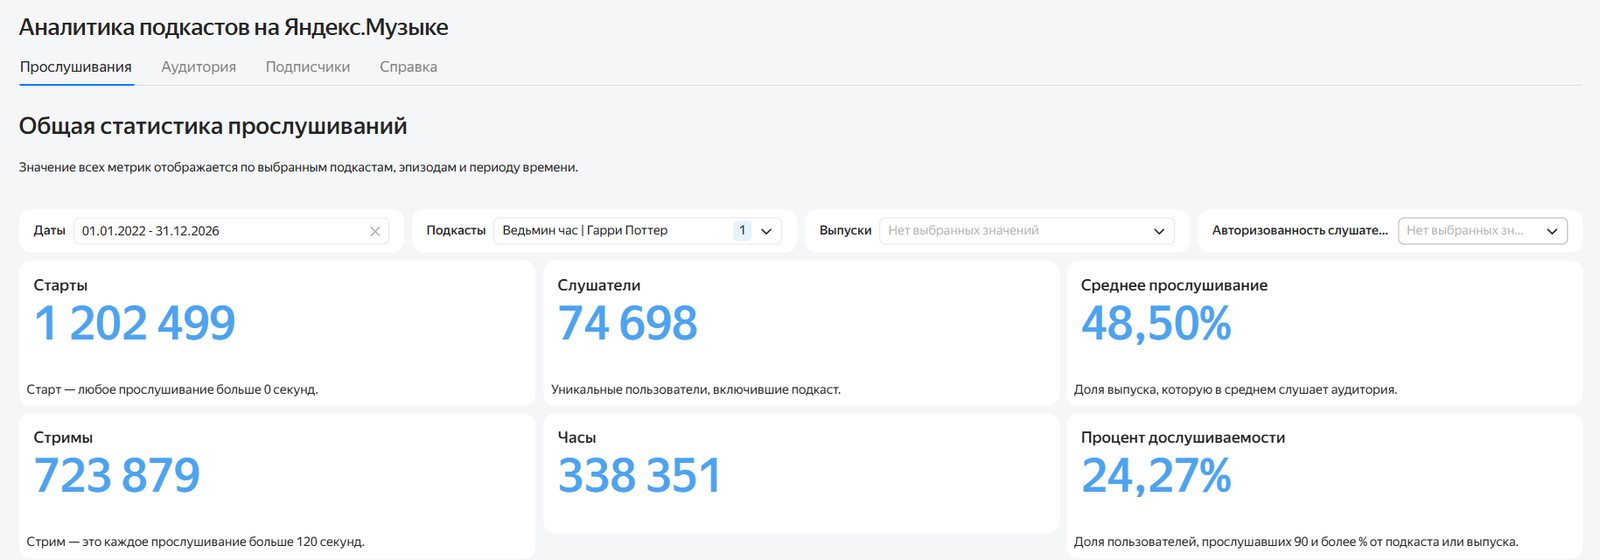 Аналитика подкастов на Яндекс.Музыке
Прослушивания Аудитория Подписчики Справка
Общая статистика прослушиваний
Значение всех метрик отображается по выбранным подкастам, эпизодам и периоду времени.
Даты 01.01.2022 - 31.12.2026 Подкасты Ведьмин час | Гарри Поттер 1 Выпуски Нет выбранных значений Авторизованность слушате... Нет выбранных зн...
Старты Слушатели Среднее прослушивание
1 202 499 74 698 48,50%
Старт — любое прослушивание больше 0 секунд. Уникальные пользователи, включившие подкаст. Доля выпуска, которую в среднем слушает аудитория.
Стримы Часы Процент дослушиваемости
723 879 338 351 24,27%
Стрим — это каждое прослушивание больше 120 секунд. Доля пользователей, прослушавших 90 и более % от подкаста или выпуска.